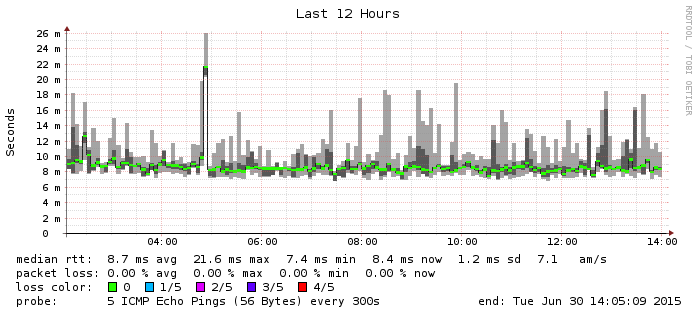 Last 12 Hours
RRDTOOL / TOBI OETIKER
Seconds
26 m
24 m
22 m
20 m
18 m
16 m
14 m
12 m
10 m
8 m
6 m
4 m
2 m
0
04:00 06:00 08:00 10:00 12:00 14:00
median rtt: 8.7 ms avg 21.6 ms max 7.4 ms min 8.4 ms now 1.2 ms sd 7.1 am/s
packet loss: 0.00 % avg 0.00 % max 0.00 % min 0.00 % now
loss color: 0 1/5 2/5 3/5 4/5
probe: 5 ICMP Echo Pings (56 Bytes) every 300s end: Tue Jun 30 14:05:09 2015